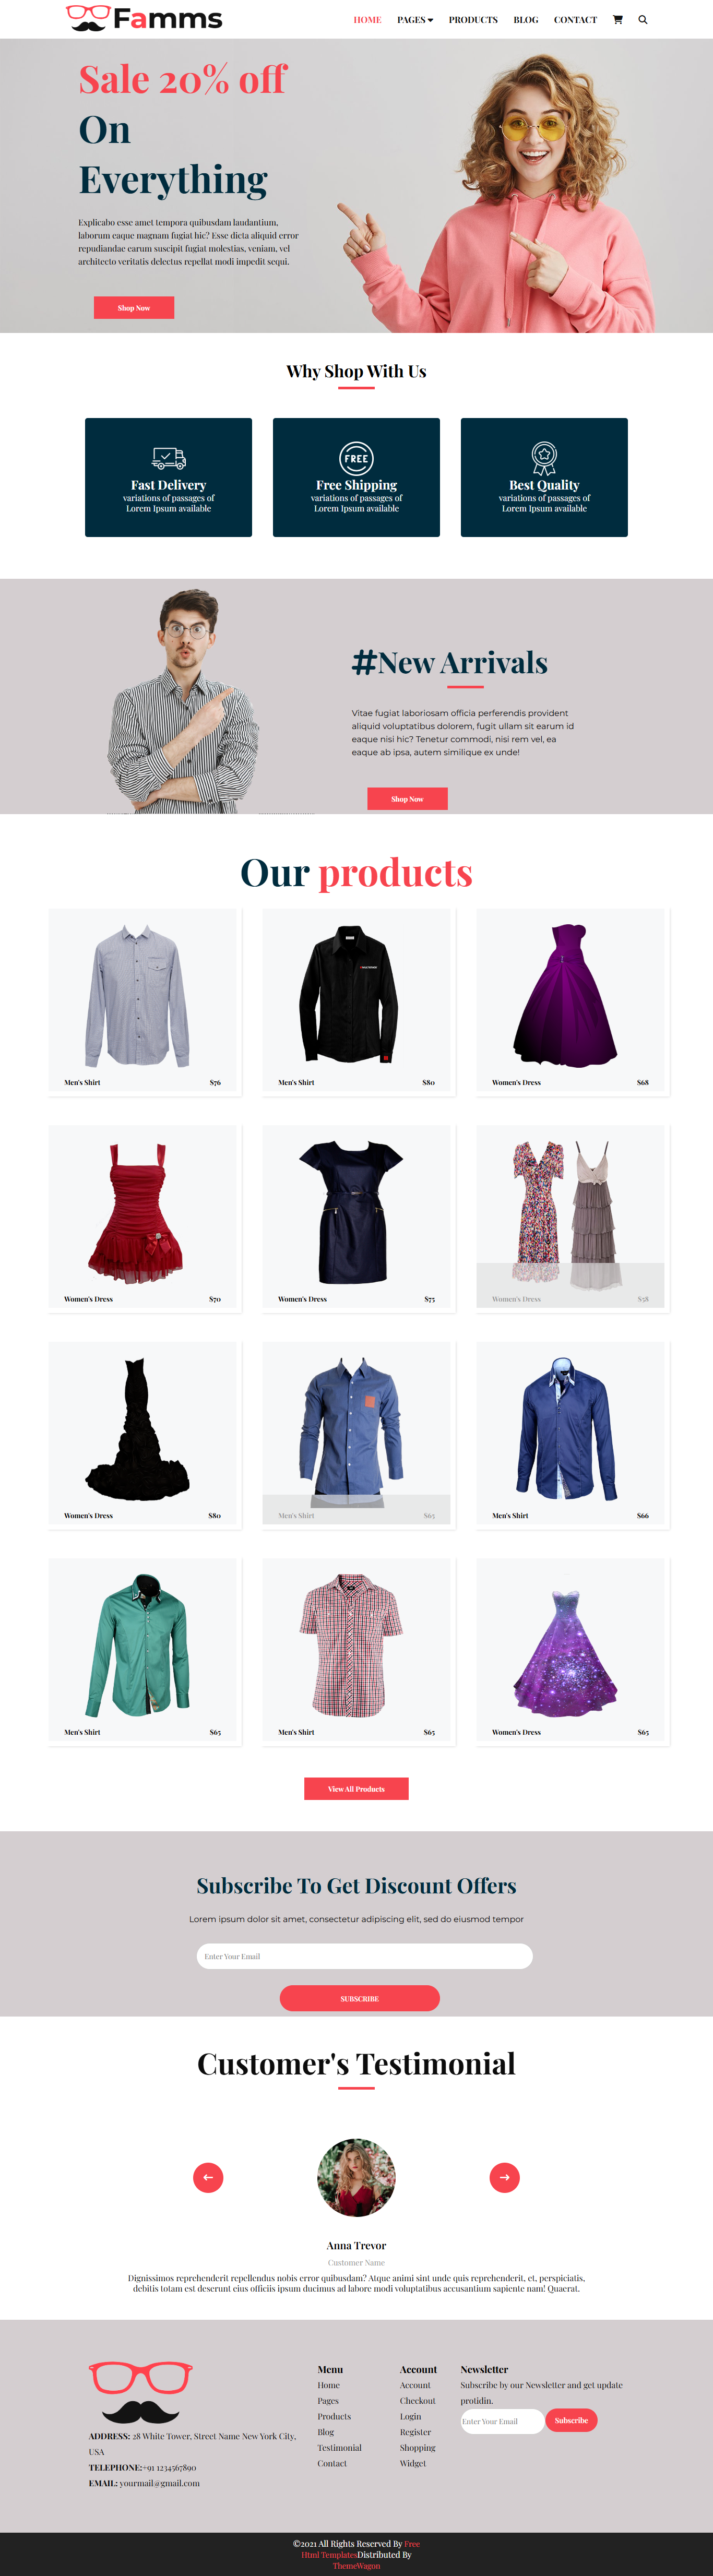 Famms
HOME PAGES PRODUCTS BLOG CONTACT
Sale 20% off
On
Everything
Explicabo esse amet tempora quibusdam laudantium,
laborum eaque magnam fugiat hic? Esse dicta aliquid error
repudiandae earum suscipit fugiat molestias, veniam, vel
architecto veritatis delectus repellat modi impedit sequi.
Shop Now
Why Shop With Us
Fast Delivery
variations of passages of
Lorem Ipsum available
FREE
Free Shipping
variations of passages of
Lorem Ipsum available
Best Quality
variations of passages of
Lorem Ipsum available
#New Arrivals
Vitae fugiat laboriosam officia perferendis provident
aliquid voluptatibus dolorem, fugit ullam sit earum id
eaque nisi hic? Tenetur commodi, nisi rem vel, ea
eaque ab ipsa, autem similique ex unde!
Shop Now
Our products
Men's Shirt $76
Men's Shirt $80
Women's Dress $68
Women's Dress $70
Women's Dress $75
Women's Dress $58
Women's Dress $80
Men's Shirt $65
Men's Shirt $66
Men's Shirt $65
Men's Shirt $65
Women's Dress $65
View All Products
Subscribe To Get Discount Offers
Lorem ipsum dolor sit amet, consectetur adipiscing elit, sed do eiusmod tempor
Enter Your Email
SUBSCRIBE
Customer's Testimonial
Anna Trevor
Customer Name
Dignissimos reprehenderit repellendus nobis error quibusdam? Atque animi sint unde quis reprehenderit, et, perspiciatis,
debitis totam est deserunt eius officiis ipsum ducimus ad labore modi voluptatibus accusantium sapiente nam! Quaerat.
ADDRESS: 28 White Tower, Street Name New York City,
USA
TELEPHONE:+91 1234567890
EMAIL: yourmail@gmail.com
Menu
Home
Pages
Products
Blog
Testimonial
Contact
Account
Account
Checkout
Login
Register
Shopping
Widget
Newsletter
Subscribe by our Newsletter and get update
protidin.
Enter Your Email Subscribe
©2021 All Rights Reserved By Free
Html TemplatesDistributed By
ThemeWagon